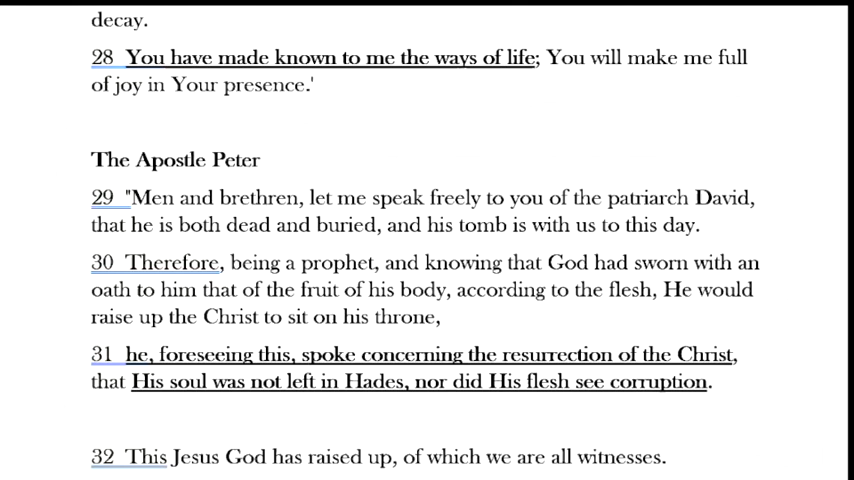 decay.
28 You have made known to me the ways of life; You will make me full
of joy in Your presence.'
The Apostle Peter
29 "Men and brethren, let me speak freely to you of the patriarch David,
that he is both dead and buried, and his tomb is with us to this day.
30 Therefore, being a prophet, and knowing that God had sworn with an
oath to him that of the fruit of his body, according to the flesh, He would
raise up the Christ to sit on his throne,
31 he, foreseeing this, spoke concerning the resurrection of the Christ,
that His soul was not left in Hades, nor did His flesh see corruption.
32 This Jesus God has raised up, of which we are all witnesses.